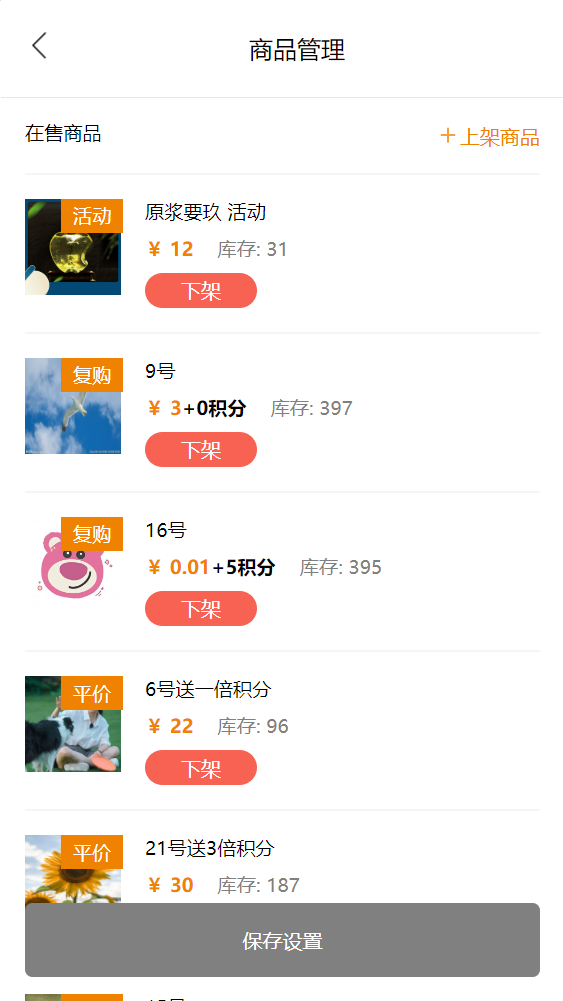 商品管理
在售商品
+ 上架商品
活动
原浆要玖 活动
¥ 12 库存: 31
下架
复购
9号
¥ 3+0积分 库存: 397
下架
复购
16号
¥ 0.01+5积分 库存: 395
下架
平价
6号送一倍积分
¥ 22 库存: 96
下架
平价
21号送3倍积分
¥ 30 库存: 187
保存设置